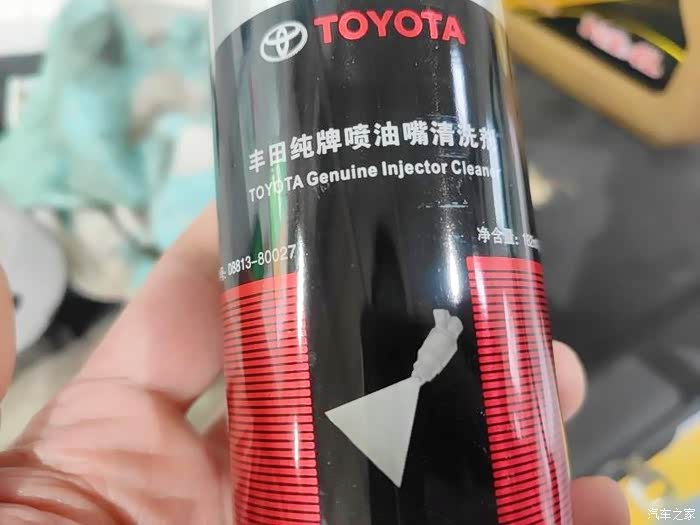 TOYOTA
丰田纯牌喷油嘴清洗剂
TOYOTA Genuine Injector Cleaner
净含量:
08813-80027
汽车之家